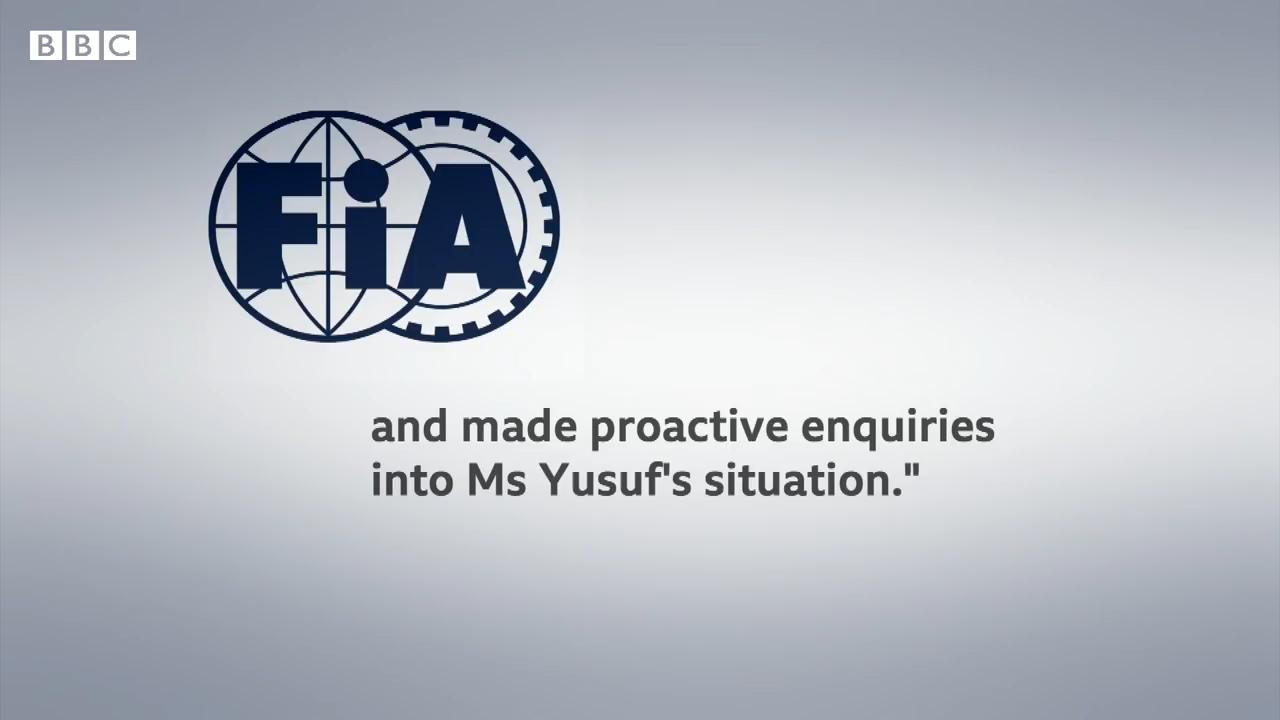 BBC
FiA
and made proactive enquiries
into Ms Yusuf's situation."